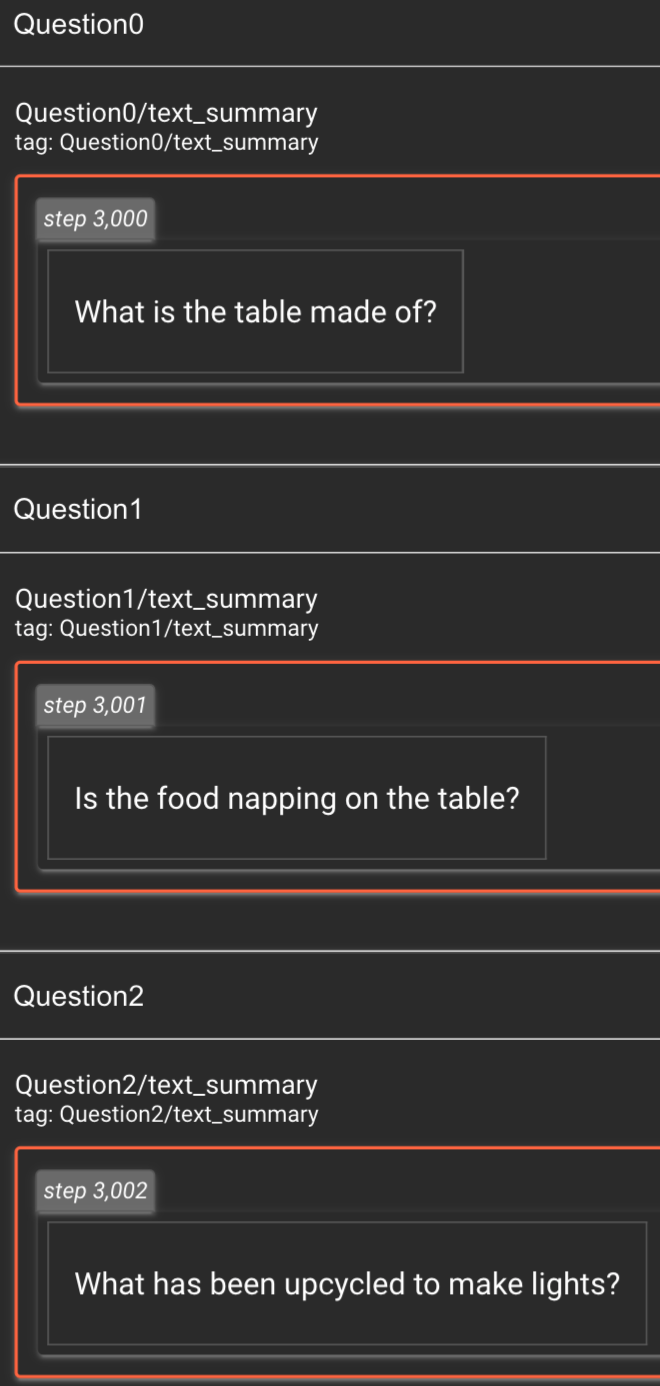 Question0
Question0/text_summary
tag: Question0/text_summary
step 3,000
What is the table made of?
Question1
Question1/text_summary
tag: Question1/text_summary
step 3,001
Is the food napping on the table?
Question2
Question2/text_summary
tag: Question2/text_summary
step 3,002
What has been upcycled to make lights?